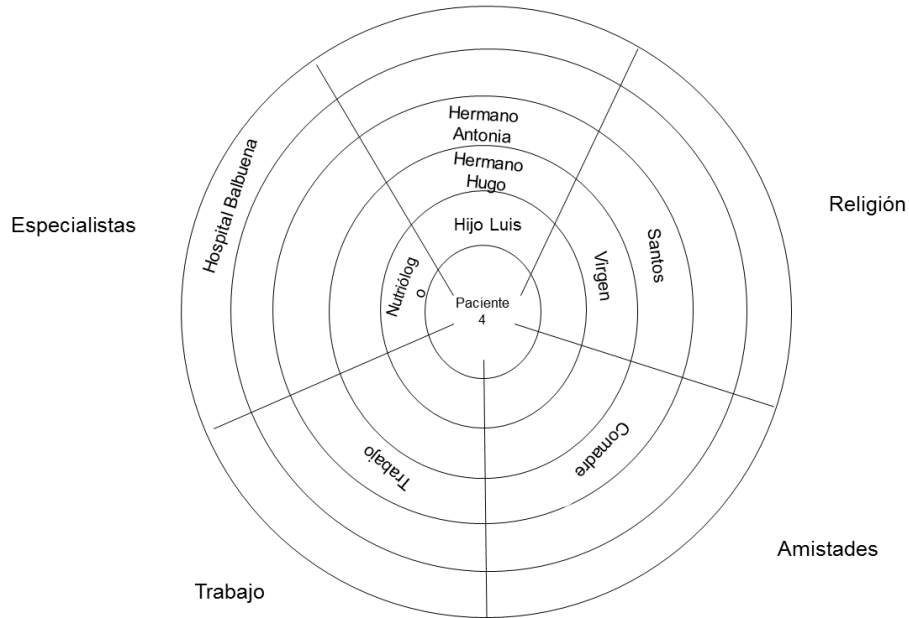 Hermano
Antonia
Hermano
Hugo
Hijo Luis
Hospital Balbuena
Especialistas
Religión
Santos
Virgen
Nutriólog
o
Paciente
4
Trabajo
Comadre
Amistades
Trabajo